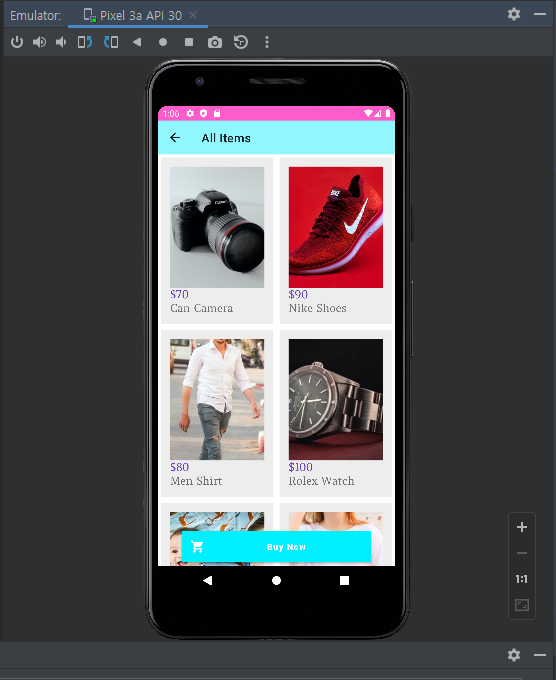 Emulator: Pixel 3a API 30
1:06
All Items
$70
Can Camera
$90
Nike Shoes
$80
Men Shirt
$100
Rolex Watch
Buy Now
1:1